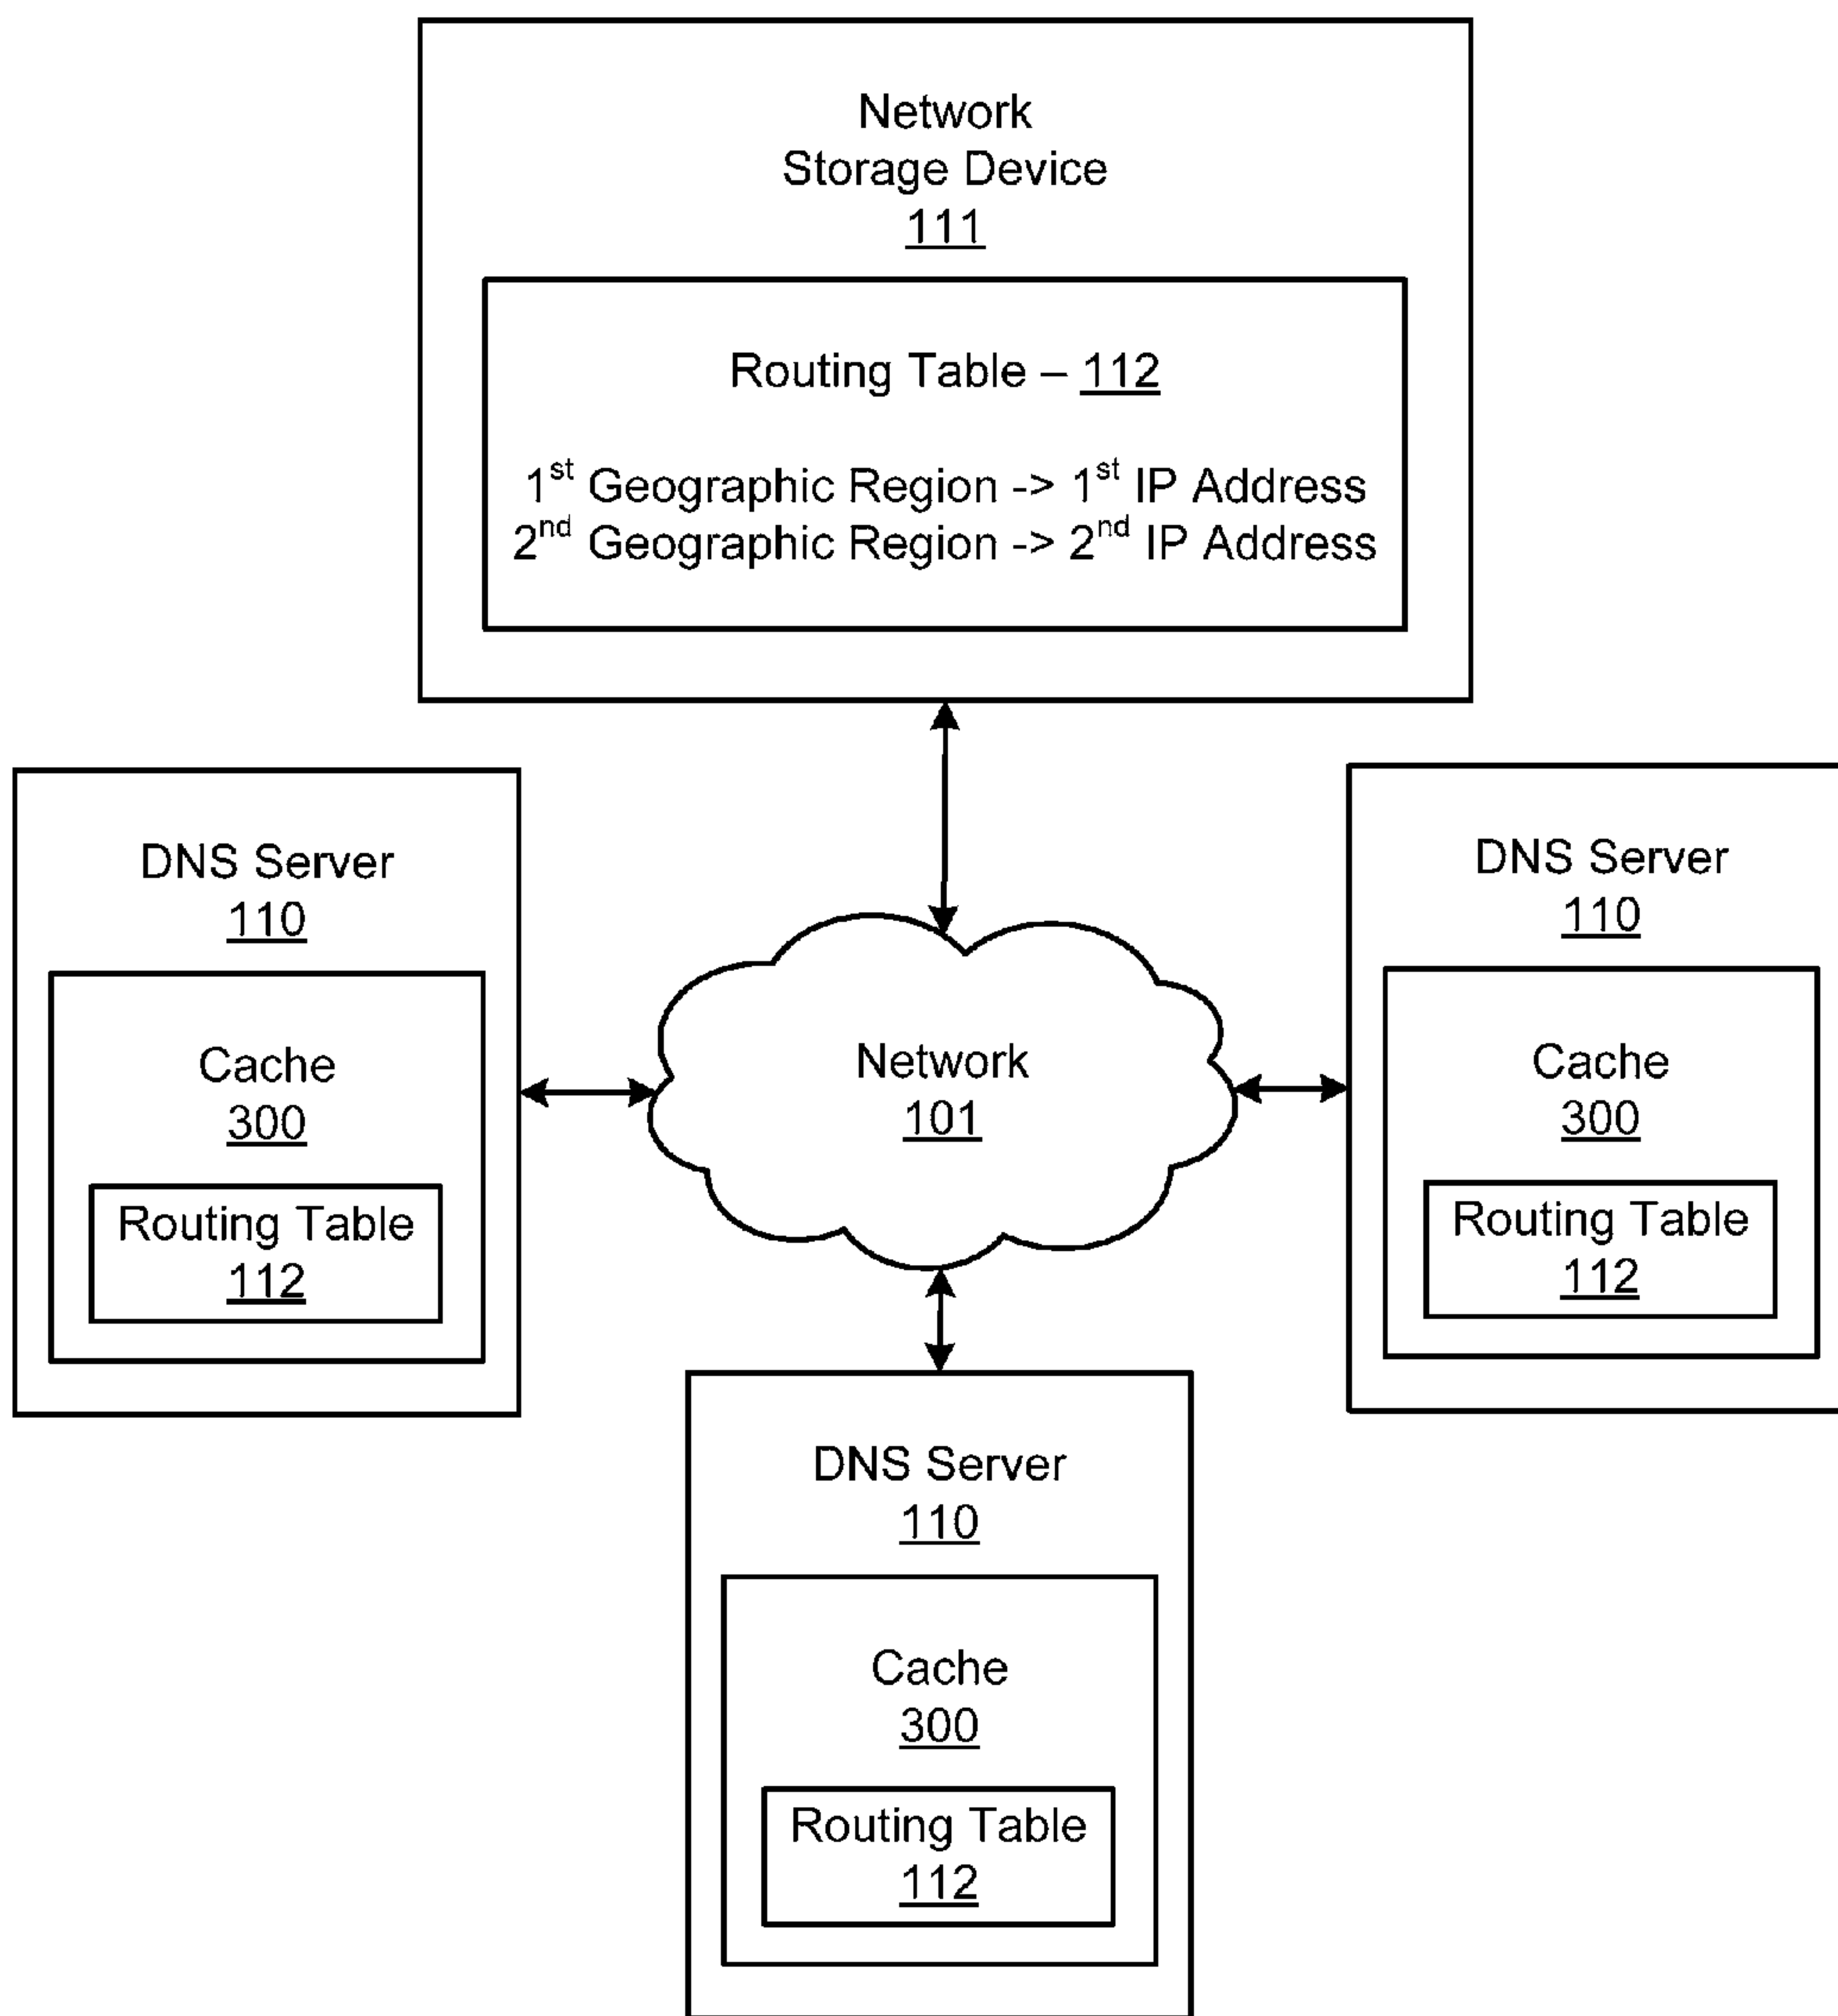 Network
Storage Device
111
Routing Table – 112
1st Geographic Region -> 1st IP Address
2nd Geographic Region -> 2nd IP Address
DNS Server
110
Cache
300
Routing Table
112
Network
101
DNS Server
110
Cache
300
Routing Table
112
DNS Server
110
Cache
300
Routing Table
112